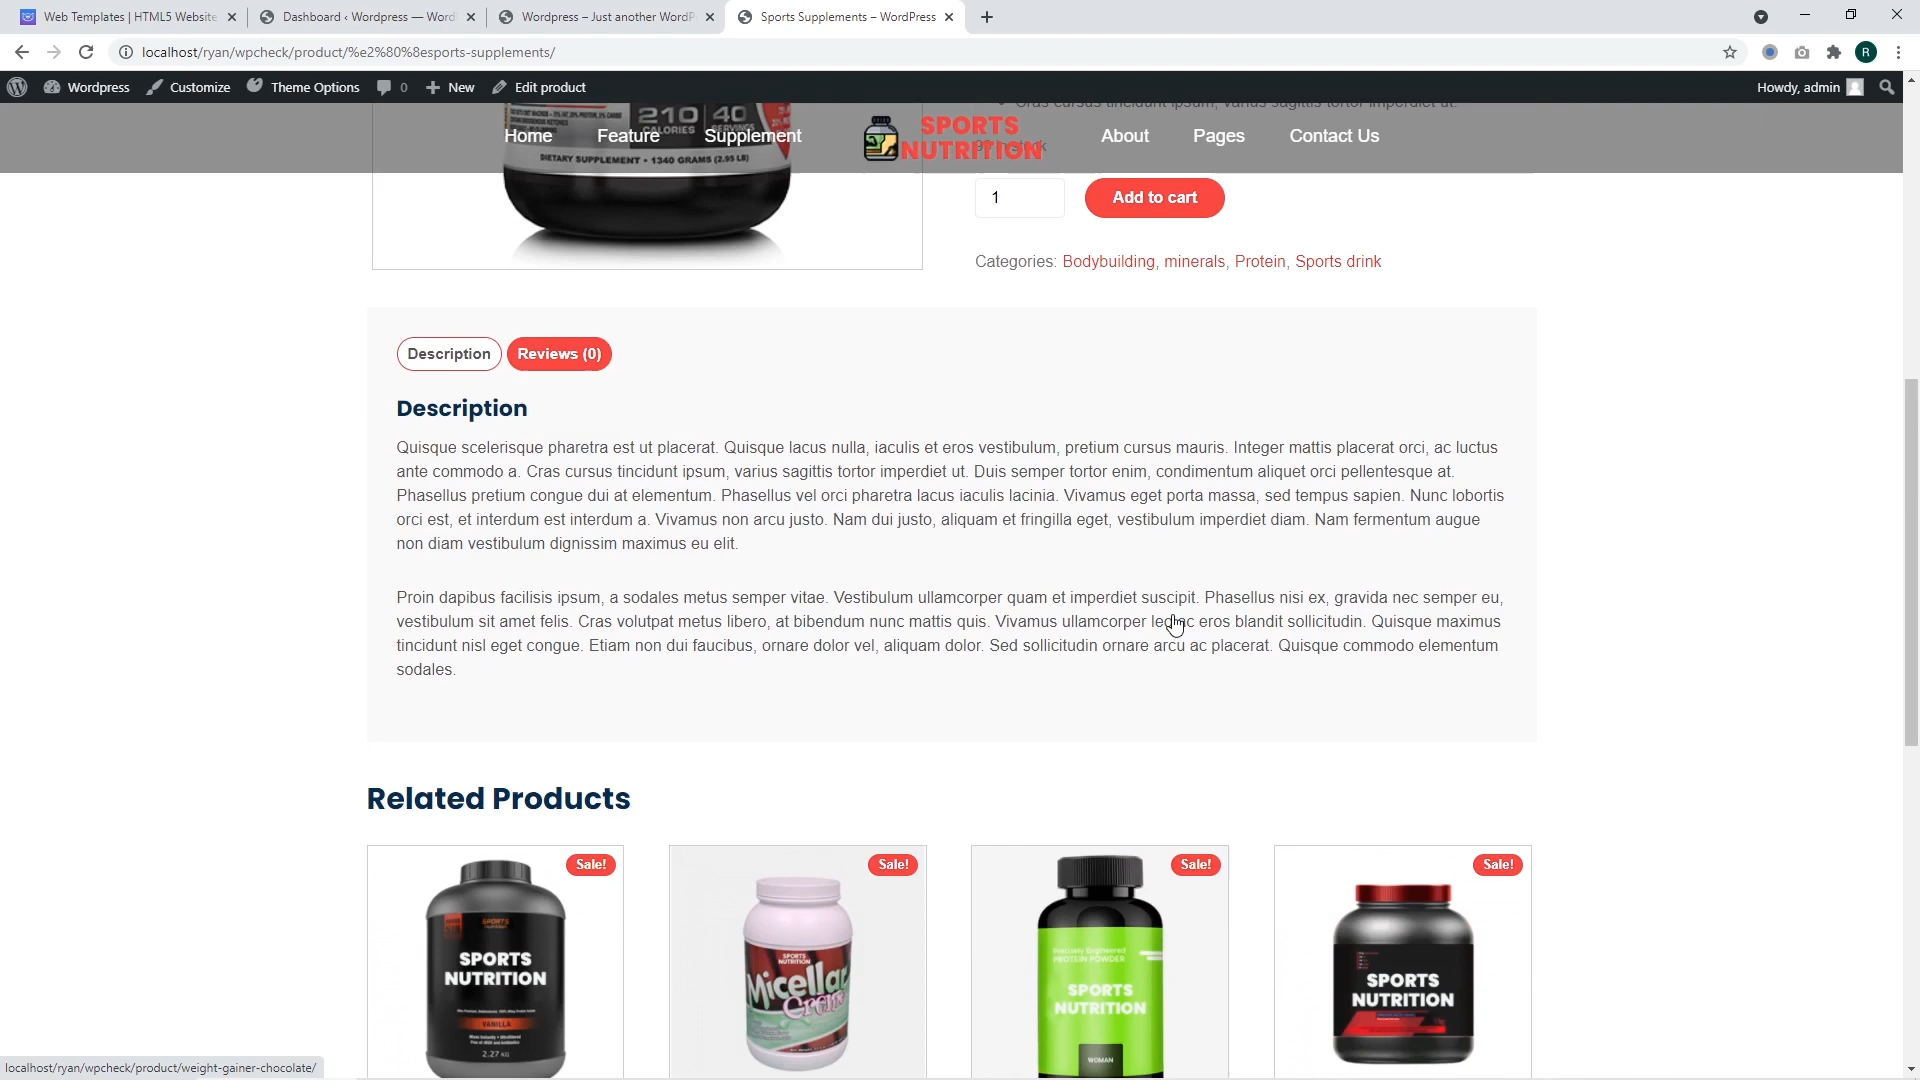 Web Templates | HTML5 Website
Dashboard ‹ Wordpress — Word
Wordpress – Just another WordP
Sports Supplements – WordPress
localhost/ryan/wpcheck/product/%e2%80%8esports-supplements/
R
Wordpress
Customize
Theme Options
0
New
Edit product
Howdy, admin
210 CALORIES
40 SERVINGS
DIETARY SUPPLEMENT • 1340 GRAMS (2.95 LB)
Cras cursus tincidunt ipsum, varius sagittis tortor imperdiet at.
Home
Feature
Supplement
SPORTS
NUTRITION
About
Pages
Contact Us
1
Add to cart
Categories: Bodybuilding, minerals, Protein, Sports drink
Description
Reviews (0)
Description
Quisque scelerisque pharetra est ut placerat. Quisque lacus nulla, iaculis et eros vestibulum, pretium cursus mauris. Integer mattis placerat orci, ac luctus
ante commodo a. Cras cursus tincidunt ipsum, varius sagittis tortor imperdiet ut. Duis semper tortor enim, condimentum aliquet orci pellentesque at.
Phasellus pretium congue dui at elementum. Phasellus vel orci pharetra lacus iaculis lacinia. Vivamus eget porta massa, sed tempus sapien. Nunc lobortis
orci est, et interdum est interdum a. Vivamus non arcu justo. Nam dui justo, aliquam et fringilla eget, vestibulum imperdiet diam. Nam fermentum augue
non diam vestibulum dignissim maximus eu elit.
Proin dapibus facilisis ipsum, a sodales metus semper vitae. Vestibulum ullamcorper quam et imperdiet suscipit. Phasellus nisi ex, gravida nec semper eu,
vestibulum sit amet felis. Cras volutpat metus libero, at bibendum nunc mattis quis. Vivamus ullamcorper eros blandit sollicitudin. Quisque maximus
tincidunt nisl eget congue. Etiam non dui faucibus, ornare dolor vel, aliquam dolor. Sed sollicitudin ornare arcu ac placerat. Quisque commodo elementum
sodales.
Related Products
Sale!
Sale!
Sale!
Sale!
SPORTS
NUTRITION
VANILLA
2.27 KG
SPORTS
NUTRITION
Micellar
Creme
Precisely Engineered
PROTEIN POWDER
SPORTS
NUTRITION
WOMAN
SPORTS
NUTRITION
localhost/ryan/wpcheck/product/weight-gainer-chocolate/